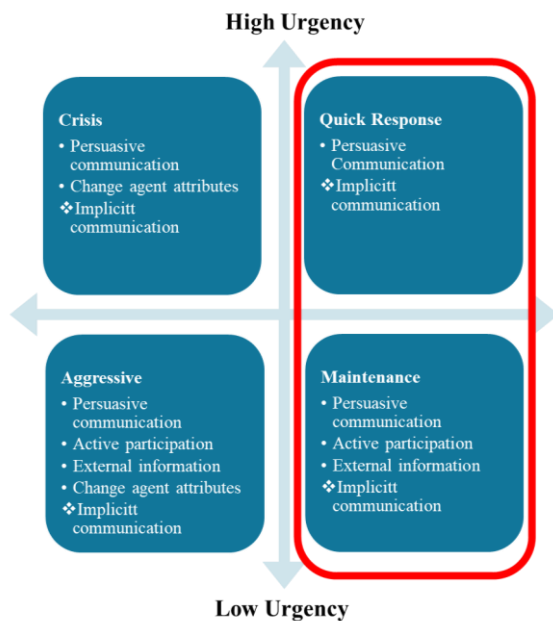 High Urgency
Crisis
• Persuasive
communication
• Change agent attributes
❖Implicitt
communication
Quick Response
• Persuasive
Communication
❖Implicitt
communication
Aggressive
• Persuasive
communication
• Active participation
• External information
• Change agent attributes
❖Implicitt
communication
Maintenance
• Persuasive
communication
• Active participation
• External information
❖Implicitt
communication
Low Urgency